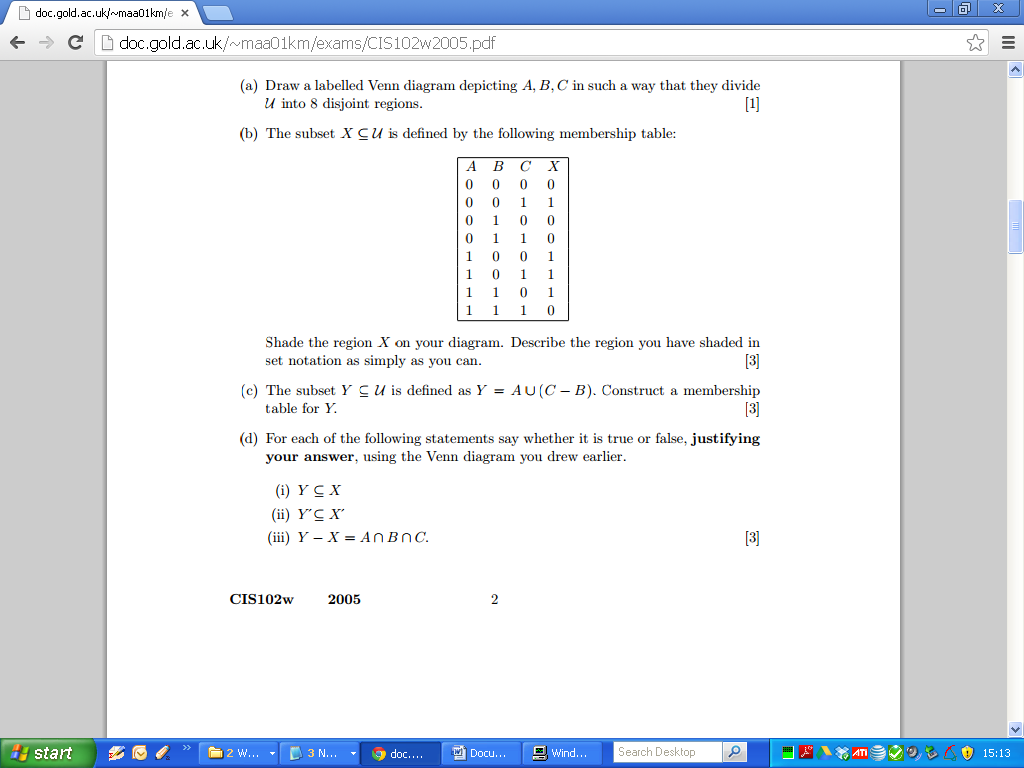 doc.gold.ac.uk/~maa01km/e
doc.gold.ac.uk/~maa01km/exams/CIS102w2005.pdf
(a) Draw a labelled Venn diagram depicting A, B, C in such a way that they divide
𝒰 into 8 disjoint regions. [1]
(b) The subset X ⊆ 𝒰 is defined by the following membership table:
A B C X
0 0 0 0
0 0 1 1
0 1 0 0
0 1 1 0
1 0 0 1
1 0 1 1
1 1 0 1
1 1 1 0
Shade the region X on your diagram. Describe the region you have shaded in
set notation as simply as you can. [3]
(c) The subset Y ⊆ 𝒰 is defined as Y = A ∪ (C − B). Construct a membership
table for Y. [3]
(d) For each of the following statements say whether it is true or false, justifying
your answer, using the Venn diagram you drew earlier.
(i) Y ⊆ X
(ii) Y′ ⊆ X′
(iii) Y − X = A ∩ B ∩ C. [3]
CIS102w 2005 2
start 2 W... 3 N... doc.... Docu... Wind... Search Desktop 15:13